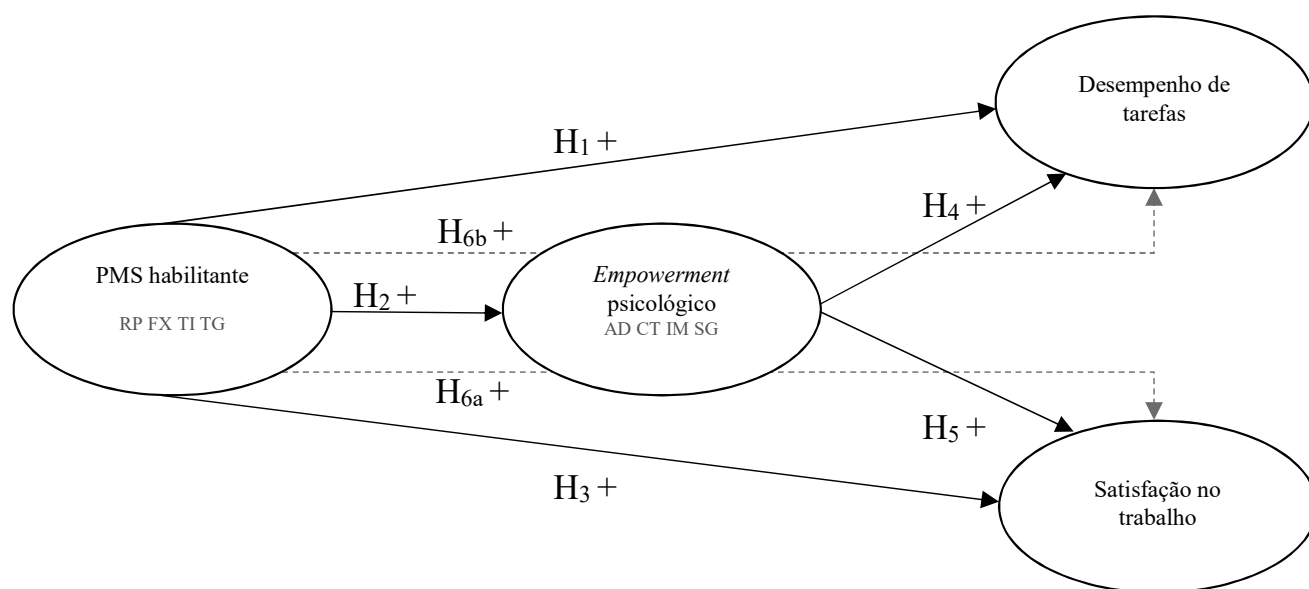 Desempenho de
tarefas
H1 +
H4 +
H6b +
PMS habilitante
RP FX TI TG
H2 +
Empowerment
psicológico
AD CT IM SG
H6a +
H5 +
H3 +
Satisfação no
trabalho